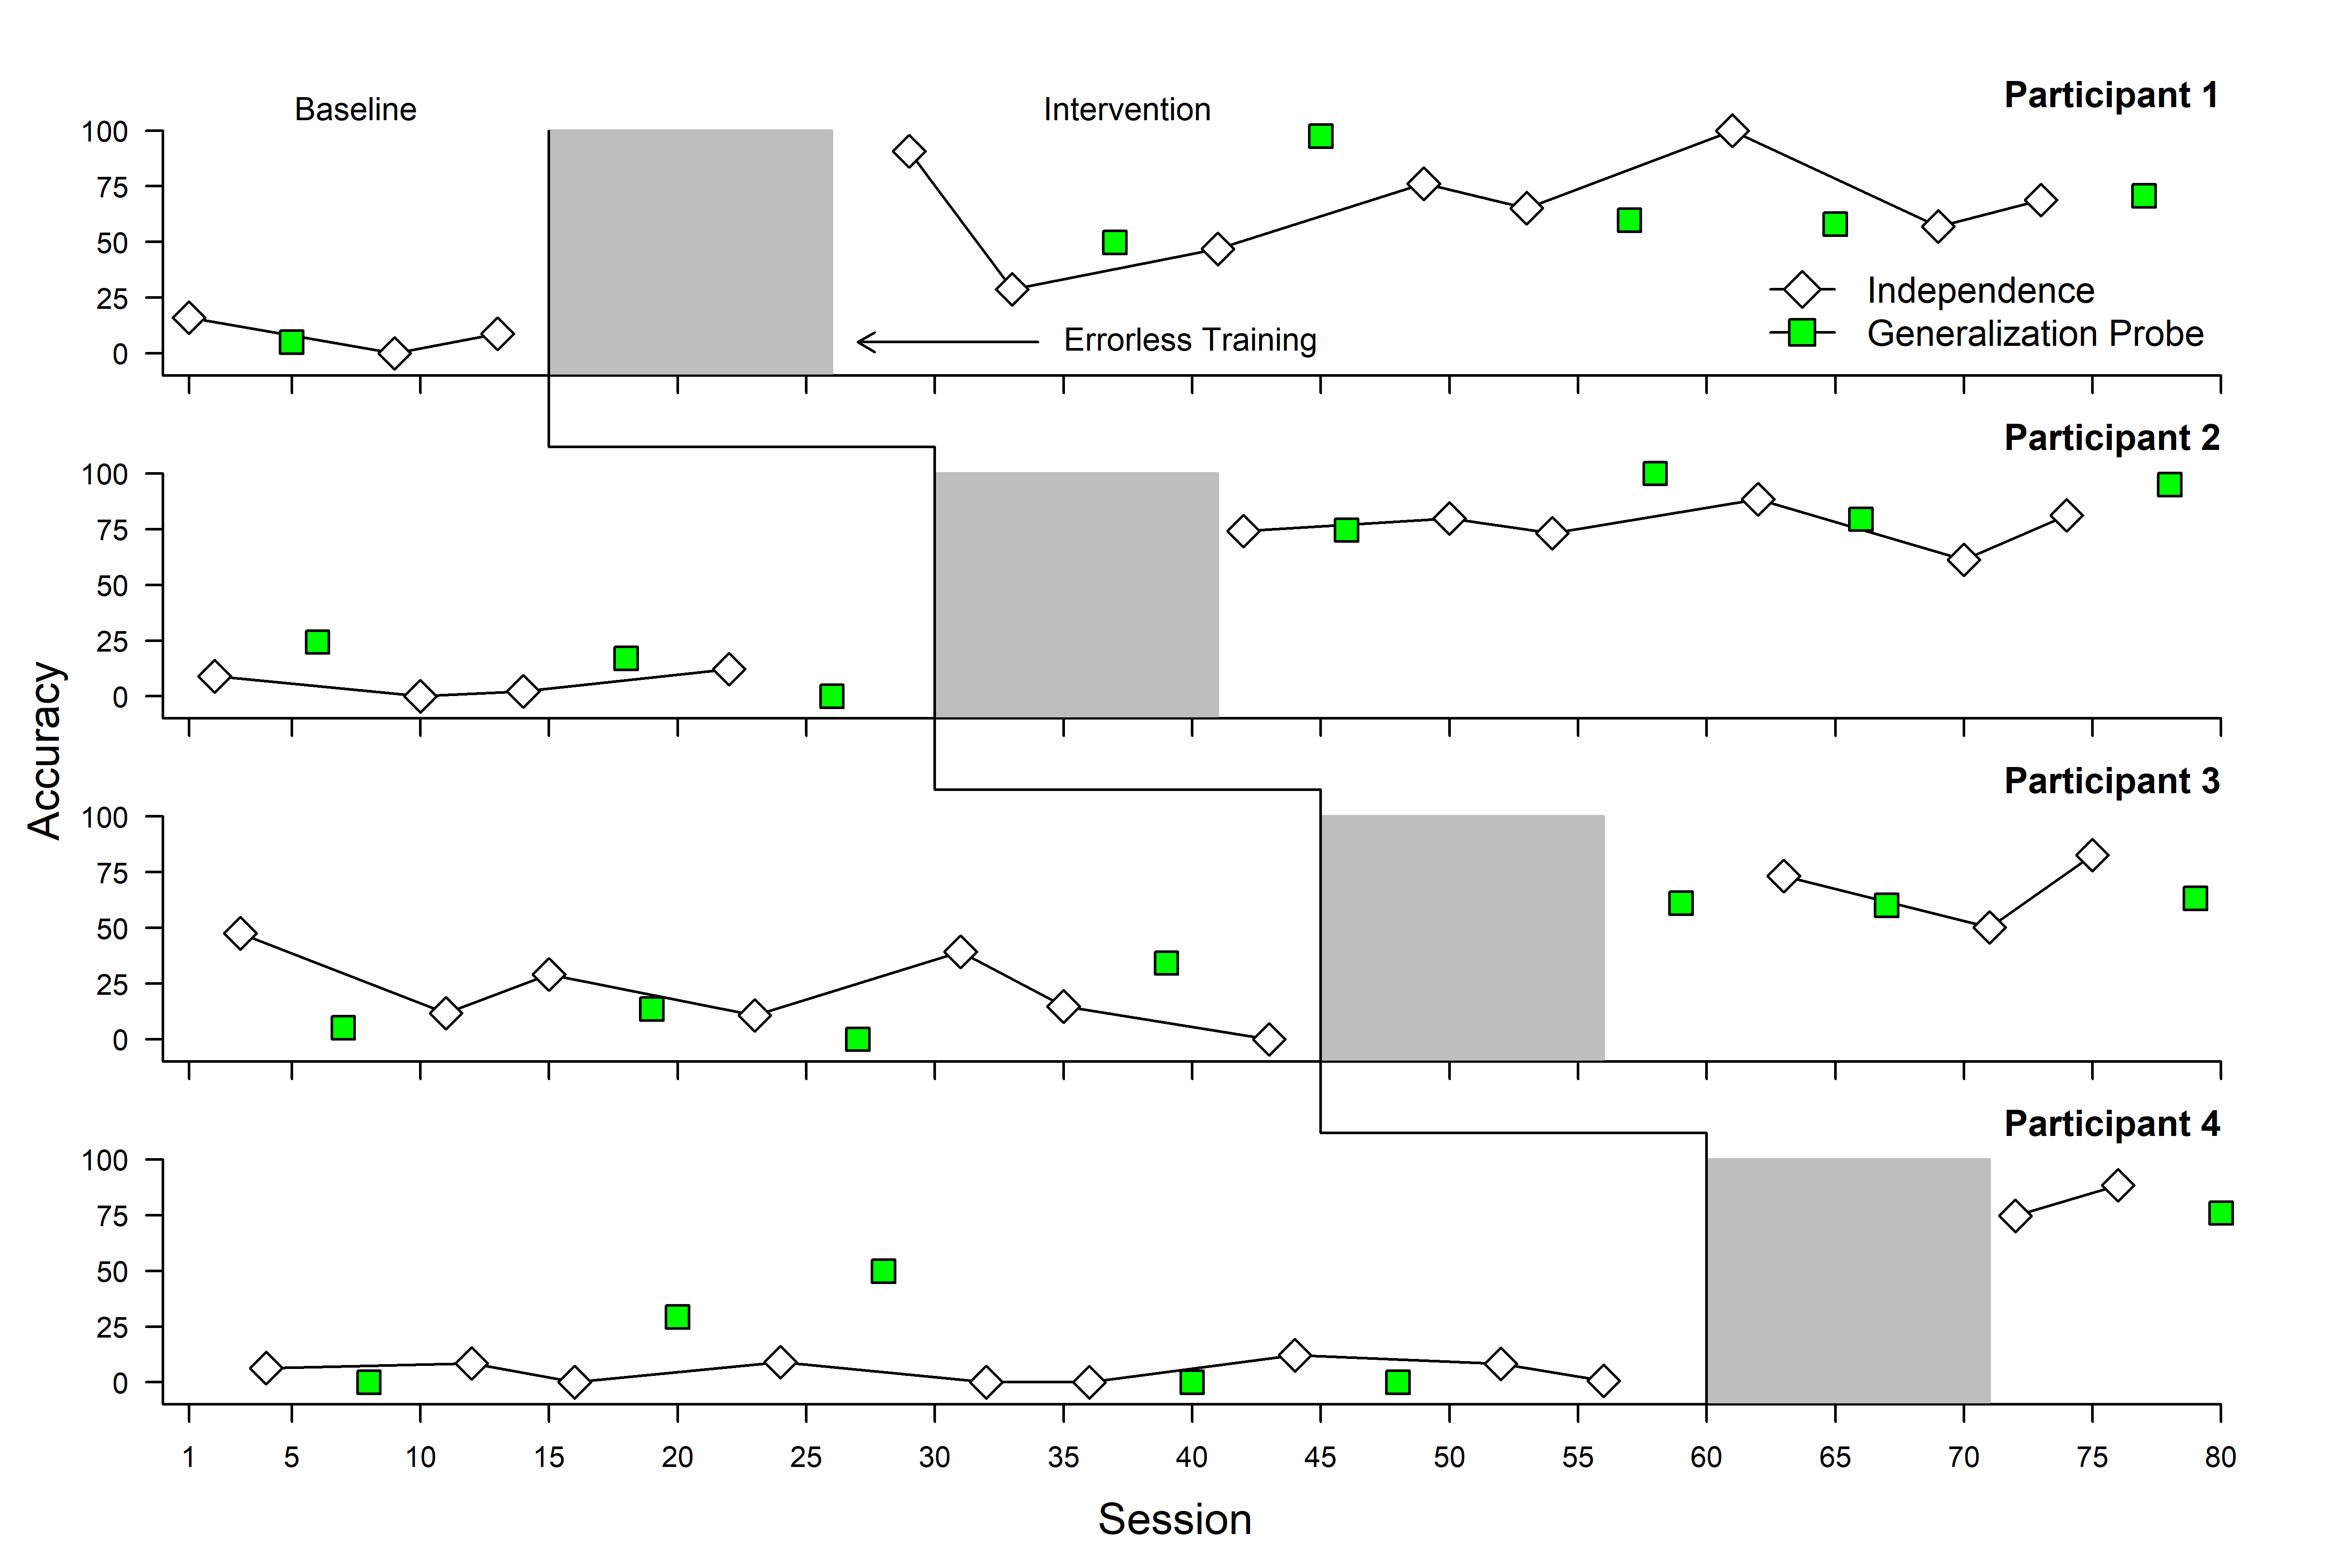 Participant 1
Baseline
Intervention
100
75
50
25
0
Independence
Generalization Probe
Errorless Training
Participant 2
100
75
50
25
0
Accuracy
Participant 3
100
75
50
25
0
Participant 4
100
75
50
25
0
1 5 10 15 20 25 30 35 40 45 50 55 60 65 70 75 80
Session